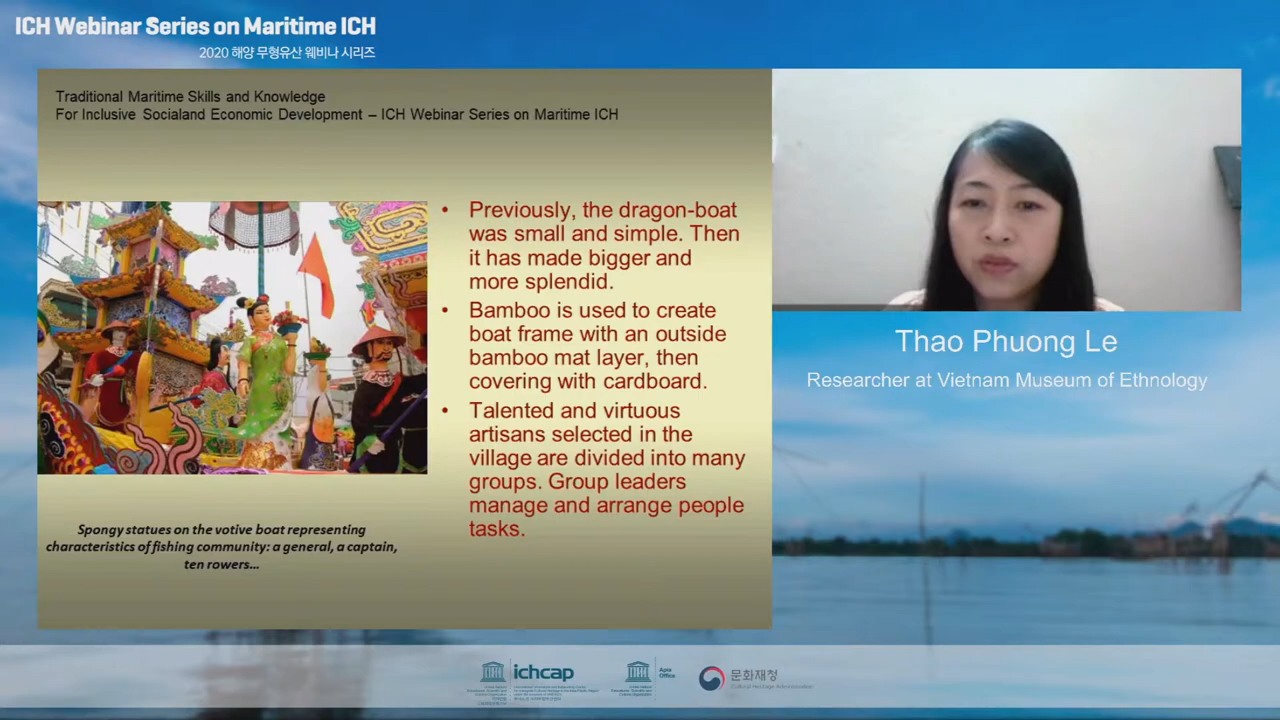 ICH Webinar Series on Maritime ICH
2020 해양 무형유산 웨비나 시리즈
Traditional Maritime Skills and Knowledge
For Inclusive Socialand Economic Development – ICH Webinar Series on Maritime ICH
• Previously, the dragon-boat
was small and simple. Then
it has made bigger and
more splendid.
• Bamboo is used to create
boat frame with an outside
bamboo mat layer, then
covering with cardboard.
• Talented and virtuous
artisans selected in the
village are divided into many
groups. Group leaders
manage and arrange people
tasks.
Spongy statues on the votive boat representing
characteristics of fishing community: a general, a captain,
ten rowers...
Thao Phuong Le
Researcher at Vietnam Museum of Ethnology
ichcap
Apia
Office
문화재청
Cultural Heritage Administration